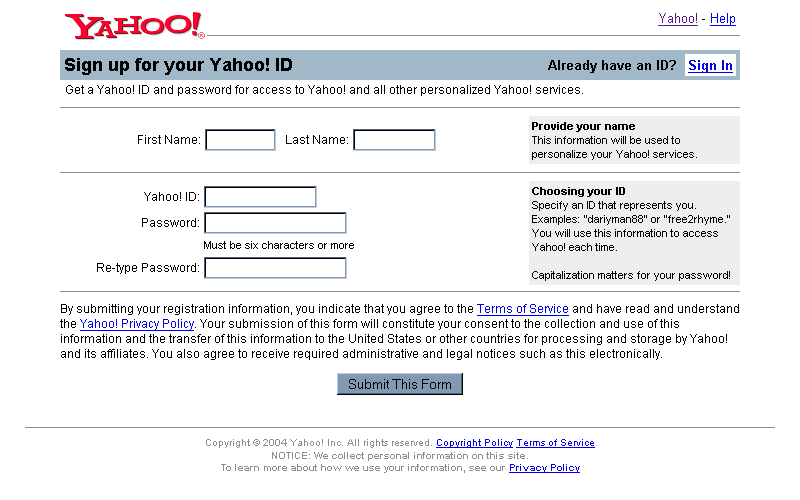 YAHOO!®
Yahoo! - Help
Sign up for your Yahoo! ID
Already have an ID? Sign In
Get a Yahoo! ID and password for access to Yahoo! and all other personalized Yahoo! services.
First Name: Last Name:
Provide your name
This information will be used to
personalize your Yahoo! services.
Yahoo! ID:
Password:
Must be six characters or more
Re-type Password:
Choosing your ID
Specify an ID that represents you.
Examples: "dariyman88" or "free2rhyme."
You will use this information to access
Yahoo! each time.
Capitalization matters for your password!
By submitting your registration information, you indicate that you agree to the Terms of Service and have read and understand
the Yahoo! Privacy Policy. Your submission of this form will constitute your consent to the collection and use of this
information and the transfer of this information to the United States or other countries for processing and storage by Yahoo!
and its affiliates. You also agree to receive required administrative and legal notices such as this electronically.
Submit This Form
Copyright © 2004 Yahoo! Inc. All rights reserved. Copyright Policy Terms of Service
NOTICE: We collect personal information on this site.
To learn more about how we use your information, see our Privacy Policy